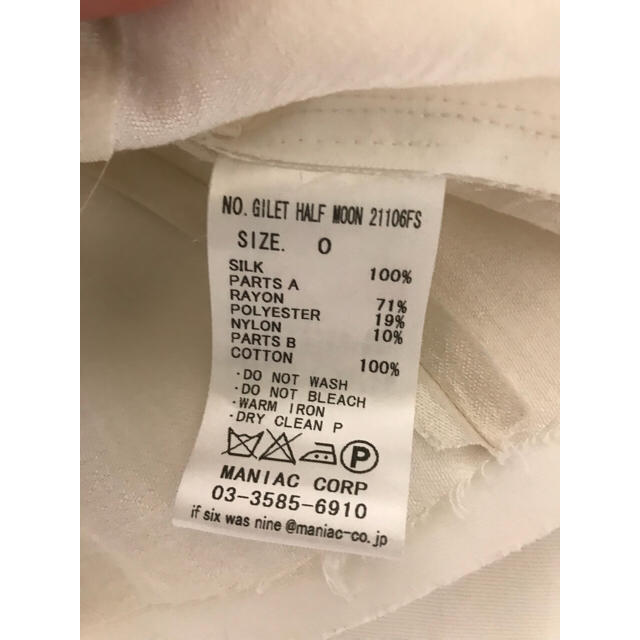 NO. GILET HALF MOON 21106FS
SIZE. 0
SILK 100%
PARTS A
RAYON 71%
POLYESTER 19%
NYLON 10%
PARTS B
COTTON 100%
・DO NOT WASH
・DO NOT BLEACH
・WARM IRON
・DRY CLEAN P
P
MANIAC CORP
03-3585-6910
if six was nine @maniac-co.jp